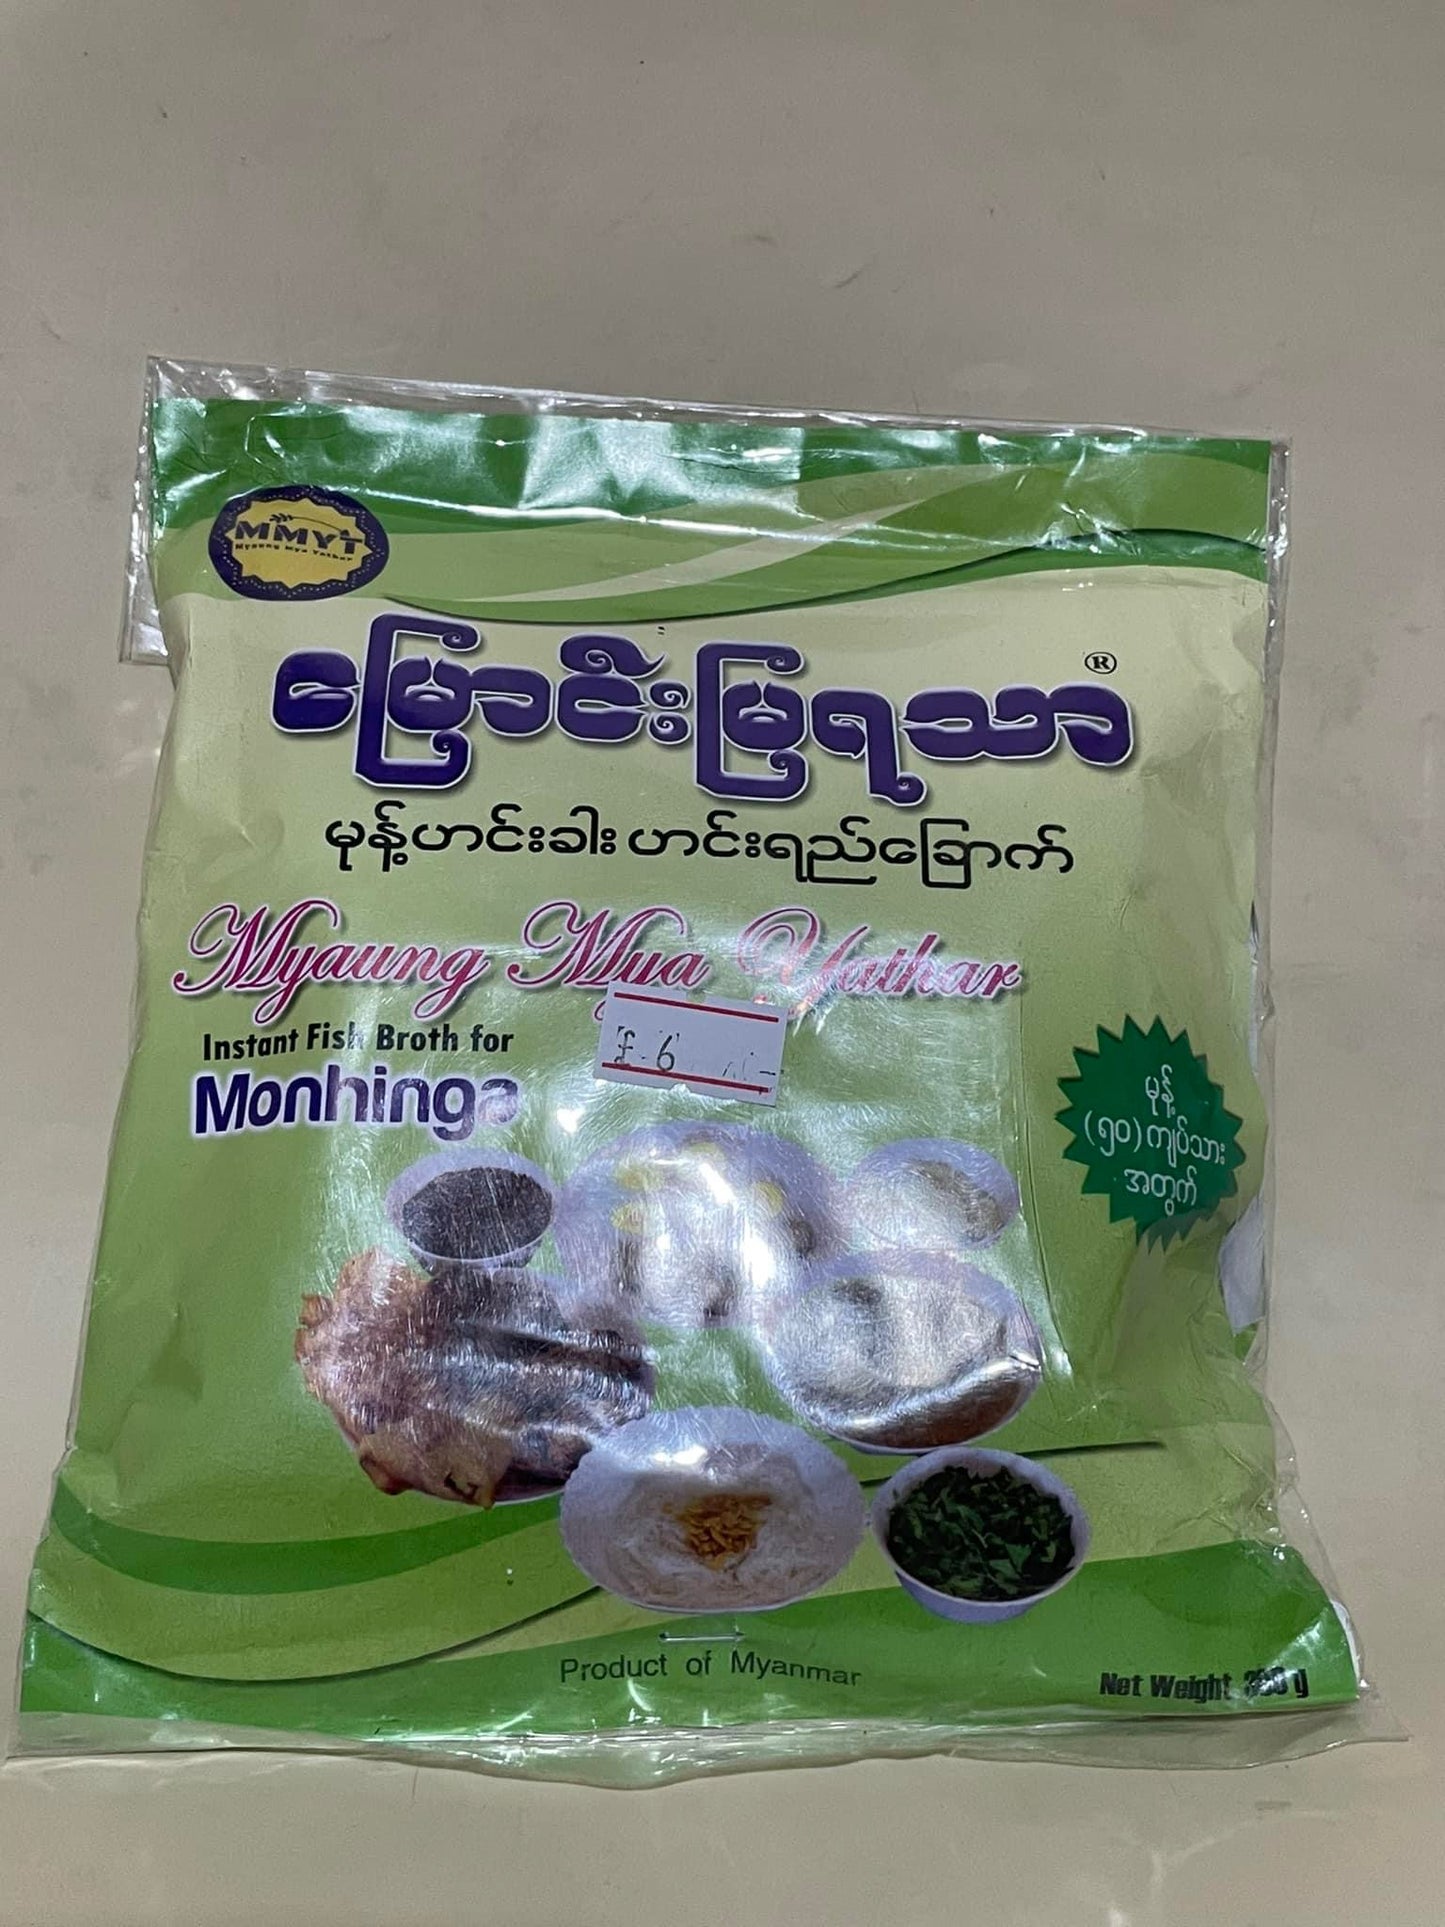 MMYT
Myaung Mya Yathar
မြောင်းမြရသာ ®
မုန့်ဟင်းခါး ဟင်းရည်ခြောက်
Myaung Mya Yathar
Instant Fish Broth for
Monhinga
£ 6
မုန့်
(၅၀) ကျပ်သား
အတွက်
Product of Myanmar
Net Weight g